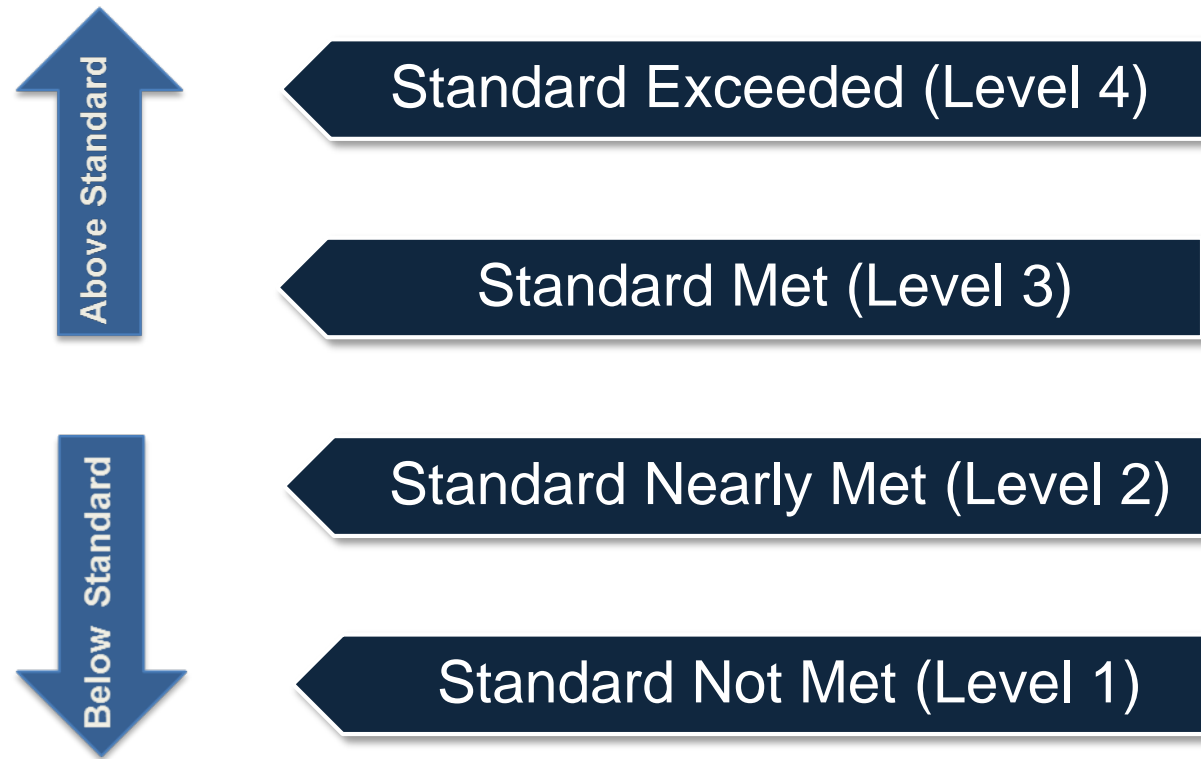 Above Standard
Standard Exceeded (Level 4)
Standard Met (Level 3)
Below Standard
Standard Nearly Met (Level 2)
Standard Not Met (Level 1)